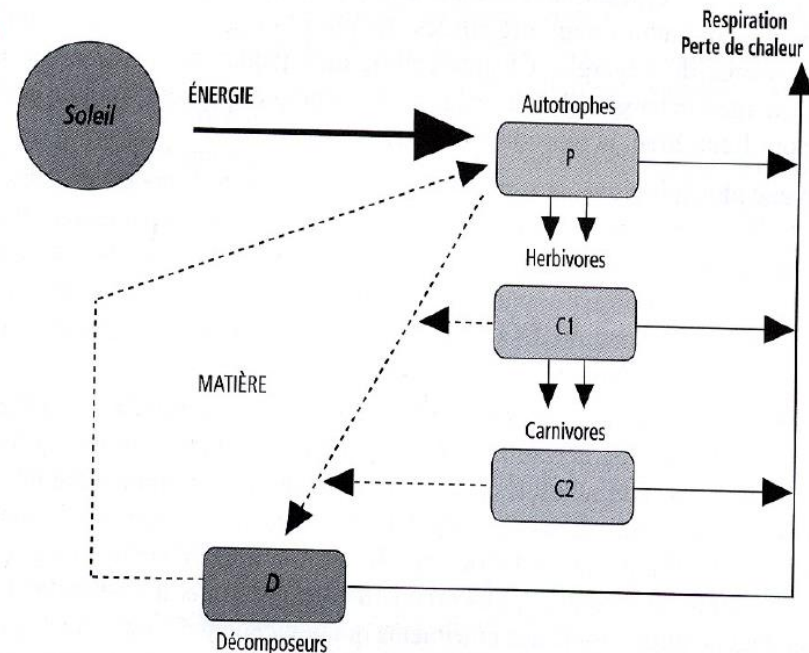 Respiration
Perte de chaleur
Soleil
ÉNERGIE
Autotrophes
P
Herbivores
C1
MATIÈRE
Carnivores
C2
D
Décomposeurs